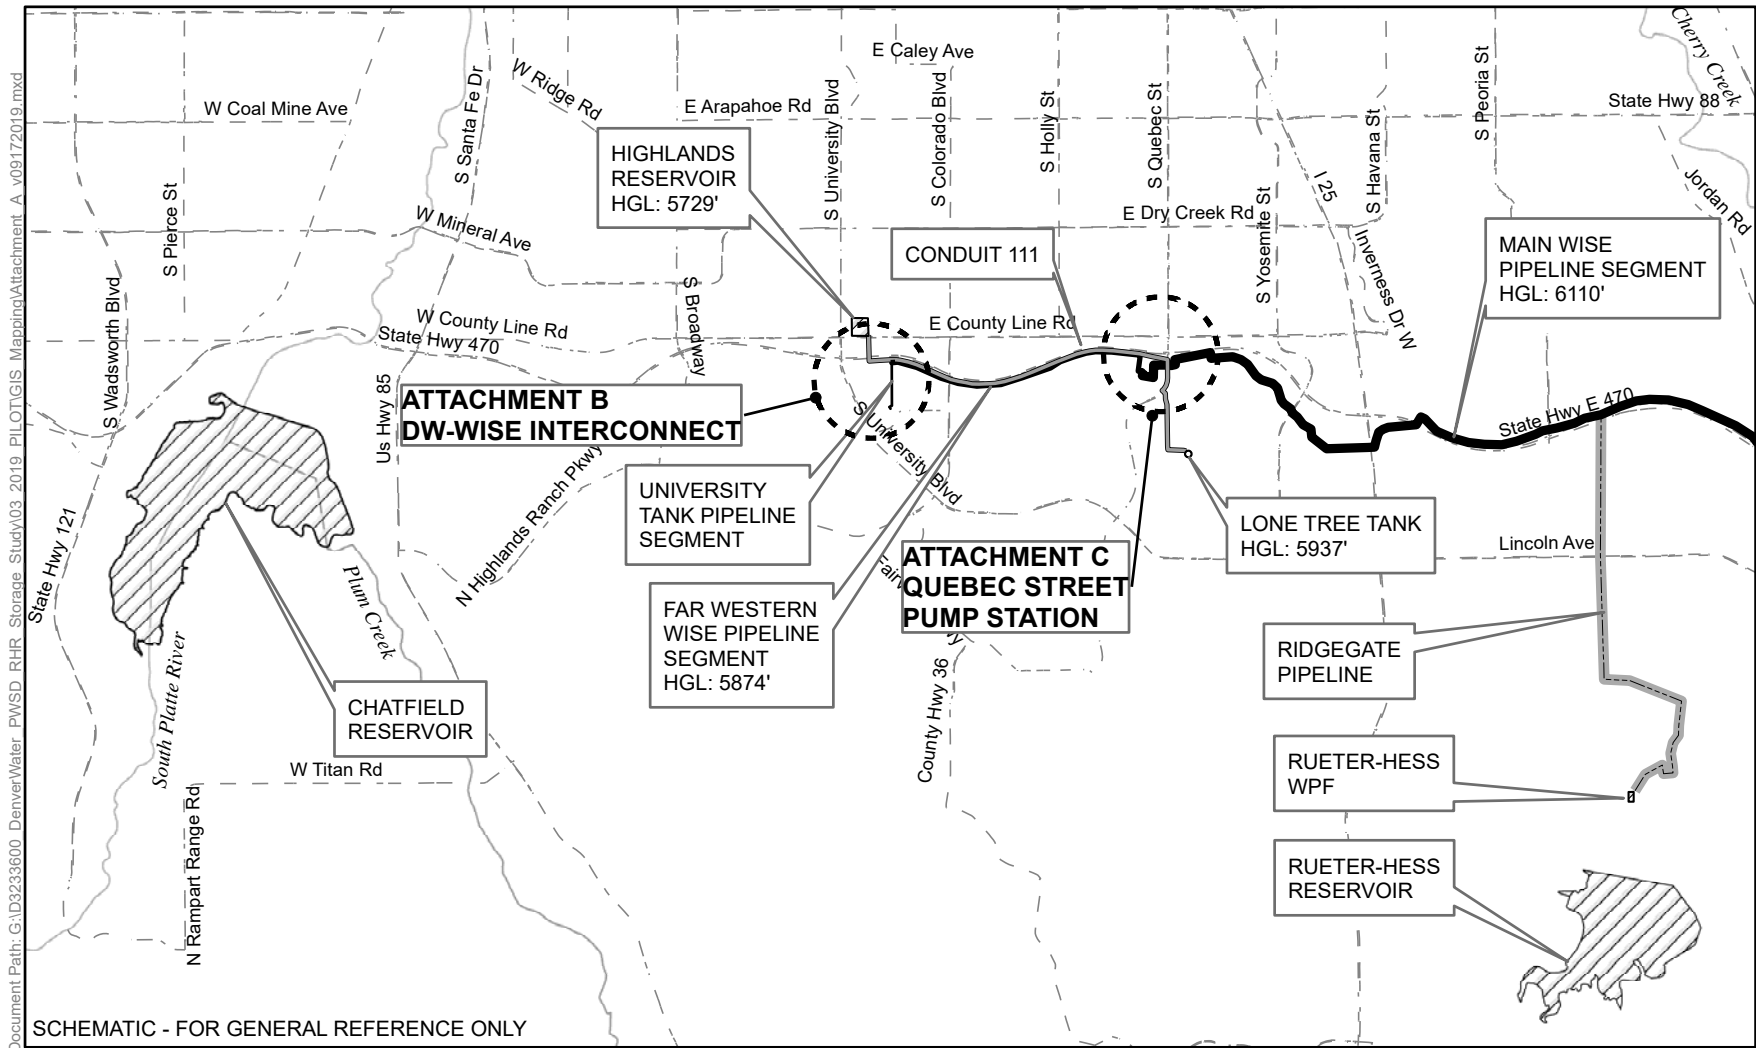 Document Path: G:\D3233600_DenverWater_PWSD_RHR_Storage_Study\03_2019_PILOT\GIS Mapping\Attachment_A_v09172019.mxd
E Caley Ave
Cherry Creek
W Ridge Rd
W Coal Mine Ave
S Santa Fe Dr
E Arapahoe Rd
S University Blvd
S Colorado Blvd
S Holly St
S Quebec St
S Havana St
S Peoria St
State Hwy 88
HIGHLANDS
RESERVOIR
HGL: 5729'
S Pierce St
W Mineral Ave
E Dry Creek Rd
I 25
Jordan Rd
S Yosemite St
Inverness Dr W
CONDUIT 111
MAIN WISE
PIPELINE SEGMENT
HGL: 6110'
S Wadsworth Blvd
S Broadway
W County Line Rd
State Hwy 470
E County Line Rd
Us Hwy 85
ATTACHMENT B
DW-WISE INTERCONNECT
State Hwy E 470
S University Blvd
N Highlands Ranch Pkwy
UNIVERSITY
TANK PIPELINE
SEGMENT
LONE TREE TANK
HGL: 5937'
Lincoln Ave
State Hwy 121
Plum Creek
ATTACHMENT C
QUEBEC STREET
PUMP STATION
FAR WESTERN
WISE PIPELINE
SEGMENT
HGL: 5874'
RIDGEGATE
PIPELINE
South Platte River
County Hwy 36
CHATFIELD
RESERVOIR
W Titan Rd
RUETER-HESS
WPF
N Rampart Range Rd
RUETER-HESS
RESERVOIR
SCHEMATIC - FOR GENERAL REFERENCE ONLY